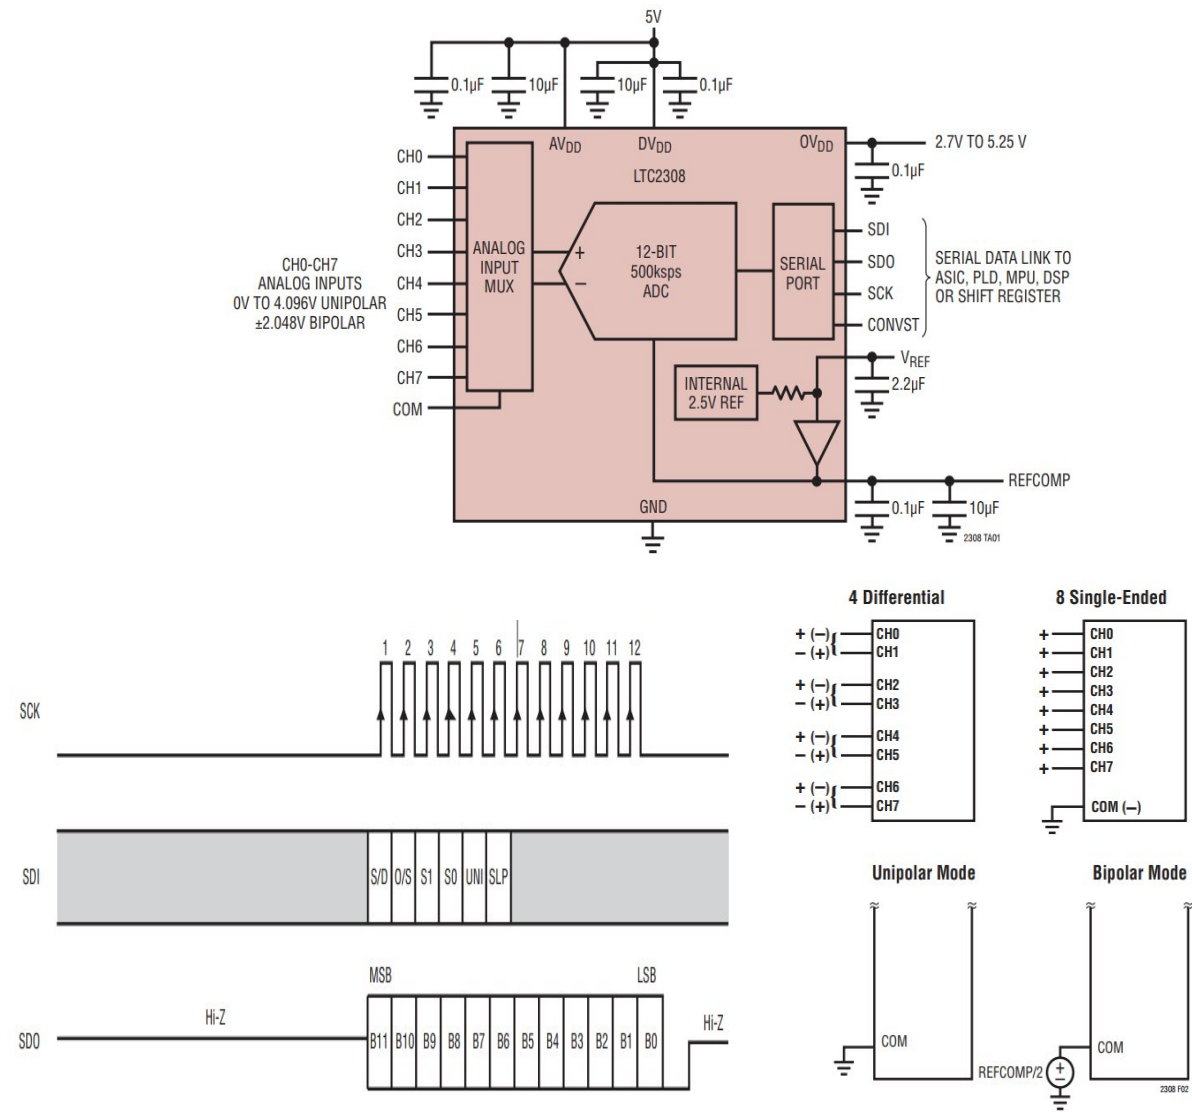 5V
0.1µF
10µF
10µF
0.1µF
AVDD
DVDD
OVDD
2.7V TO 5.25 V
0.1µF
LTC2308
CH0
CH1
CH2
CH3
CH4
CH5
CH6
CH7
COM
CH0-CH7
ANALOG INPUTS
0V TO 4.096V UNIPOLAR
±2.048V BIPOLAR
ANALOG
INPUT
MUX
+
−
12-BIT
500ksps
ADC
SERIAL
PORT
SDI
SDO
SCK
CONVST
SERIAL DATA LINK TO
ASIC, PLD, MPU, DSP
OR SHIFT REGISTER
VREF
2.2µF
INTERNAL
2.5V REF
REFCOMP
0.1µF
10µF
GND
2308 TA01
SCK
1 2 3 4 5 6 7 8 9 10 11 12
SDI
S/D O/S S1 S0 UNI SLP
MSB
LSB
SDO
Hi-Z
B11 B10 B9 B8 B7 B6 B5 B4 B3 B2 B1 B0
Hi-Z
4 Differential
+ (−) { CH0
− (+) CH1
+ (−) { CH2
− (+) CH3
+ (−) { CH4
− (+) CH5
+ (−) { CH6
− (+) CH7
8 Single-Ended
+ CH0
+ CH1
+ CH2
+ CH3
+ CH4
+ CH5
+ CH6
+ CH7
COM (−)
Unipolar Mode
COM
Bipolar Mode
COM
REFCOMP/2
+
−
2308 F02